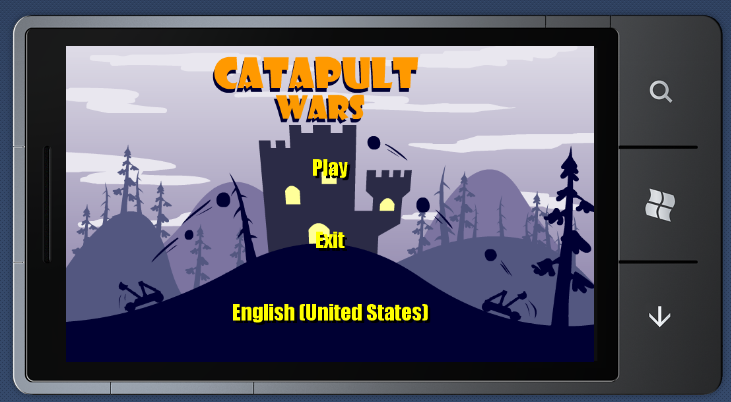 CATAPULT
WARS
Play
Exit
English (United States)